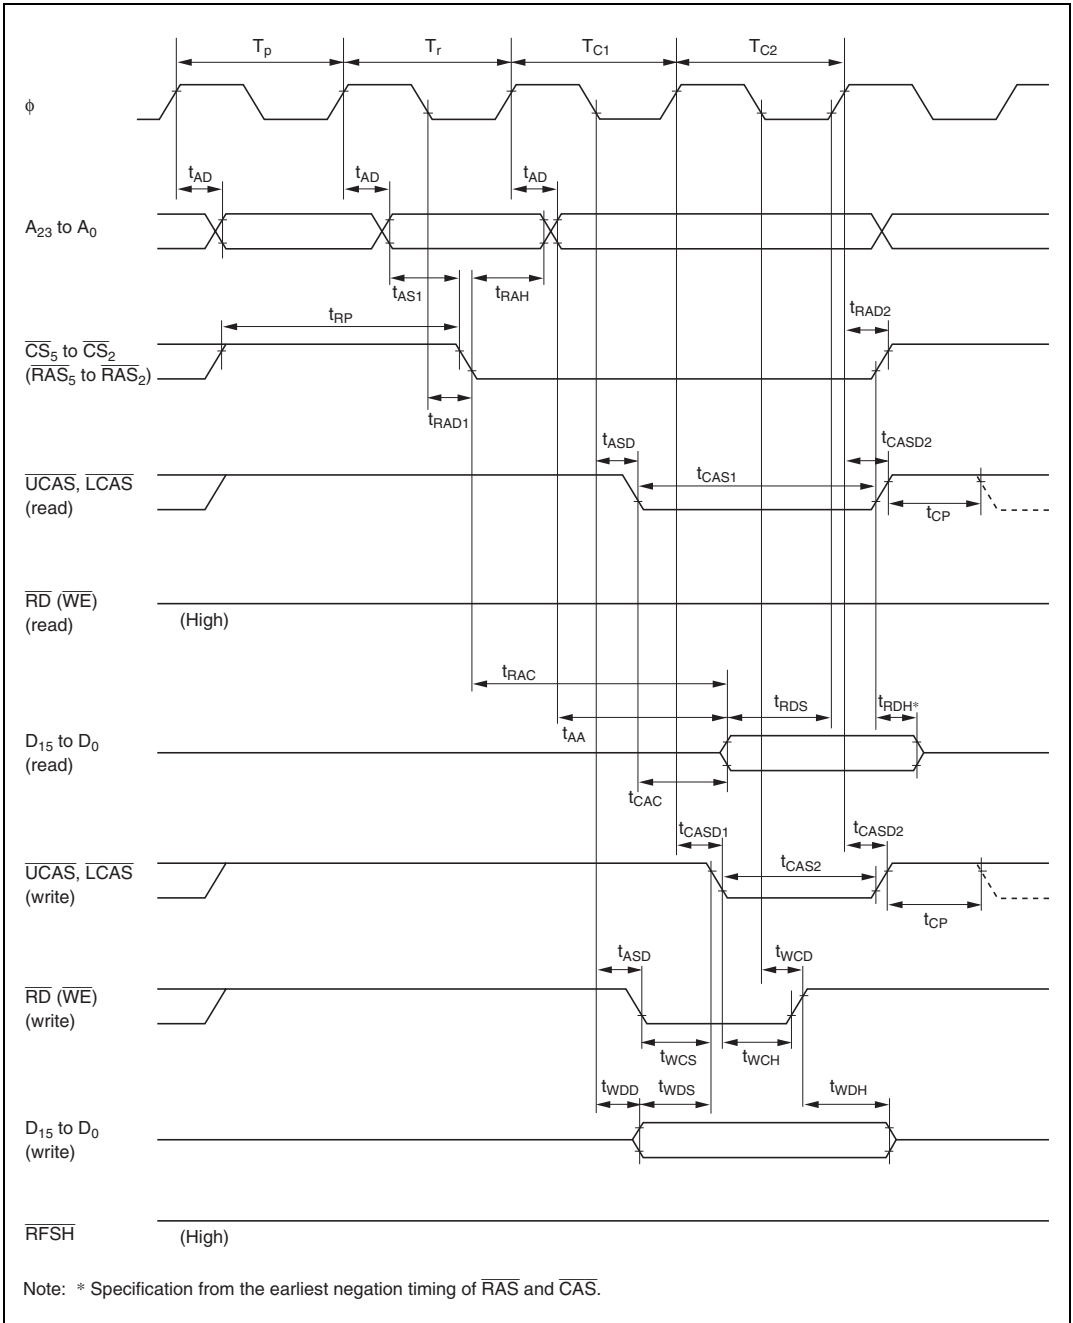 Tp Tr TC1 TC2
ϕ
tAD tAD tAD
A23 to A0
tAS1 tRAH
tRP tRAD2
CS5 to CS2
(RAS5 to RAS2)
tRAD1
tASD tCASD2
tCAS1
UCAS, LCAS
(read)
tCP
RD (WE)
(read)
(High)
tRAC
tRDS tRDH*
tAA
D15 to D0
(read)
tCAC
tCASD1 tCASD2
tCAS2
UCAS, LCAS
(write)
tCP
tASD tWCD
RD (WE)
(write)
tWCS tWCH
tWDD tWDS tWDH
D15 to D0
(write)
RFSH
(High)
Note: * Specification from the earliest negation timing of RAS and CAS.